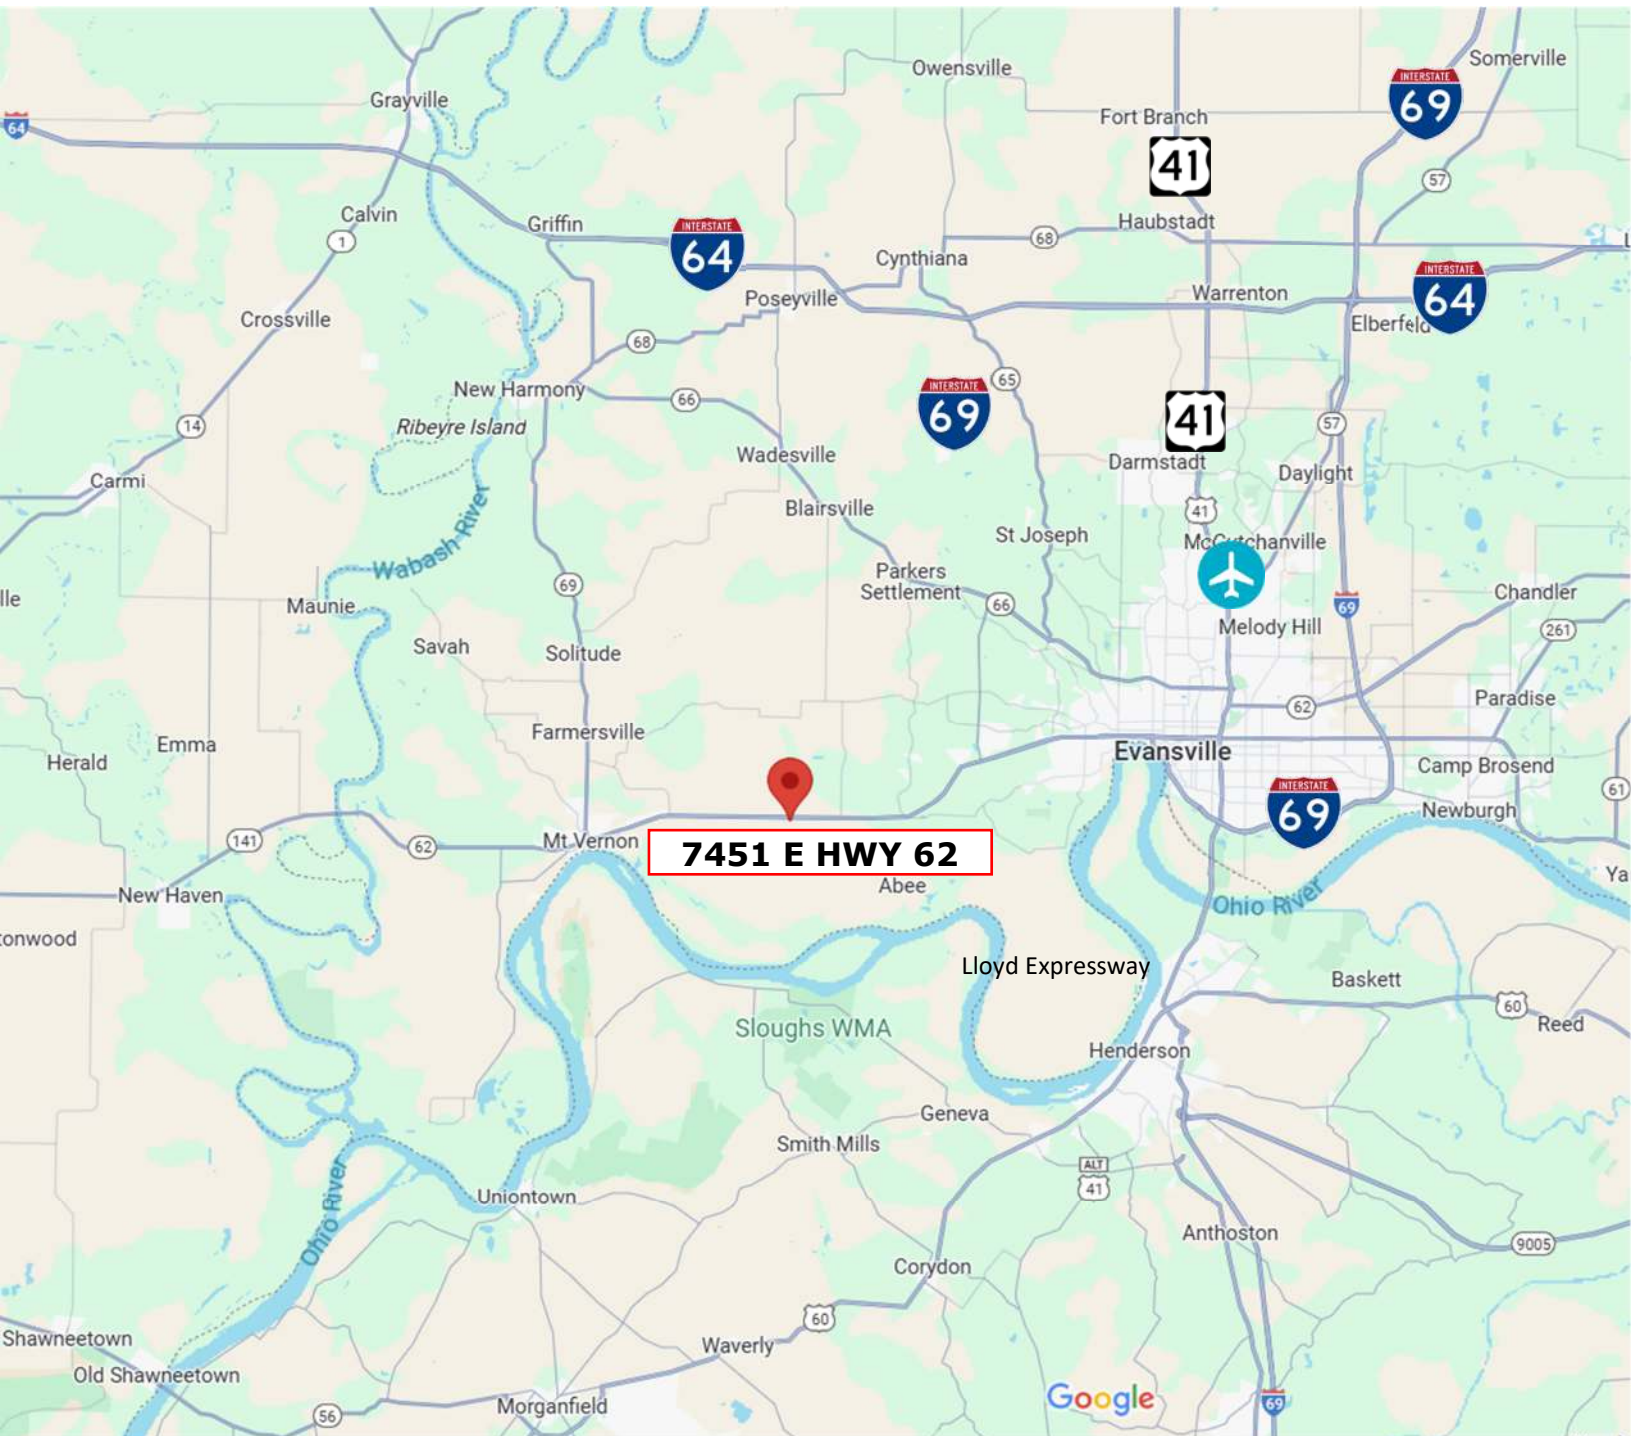 Somerville
Owensville
INTERSTATE
69
Grayville
Fort Branch
64
41
57
Calvin
Griffin
Haubstadt
1
INTERSTATE
64
68
Cynthiana
INTERSTATE
64
Poseyville
Warrenton
Crossville
Elberfeld
68
65
New Harmony
INTERSTATE
69
66
41
14
Ribeyre Island
57
Wadesville
Darmstadt
Daylight
Carmi
Blairsville
41
Wabash River
St Joseph
McCutchanville
Parkers
Settlement
69
Chandler
lle
Maunie
66
69
Melody Hill
261
Savah
Solitude
Paradise
62
Farmersville
Emma
Evansville
Herald
Camp Brosend
61
INTERSTATE
69
Newburgh
141
62
Mt Vernon
7451 E HWY 62
Ya
New Haven
Abee
Ohio River
tonwood
Lloyd Expressway
Baskett
60
Reed
Sloughs WMA
Henderson
Geneva
Smith Mills
ALT
41
Uniontown
Ohio River
Anthoston
9005
Corydon
60
Shawneetown
Waverly
Old Shawneetown
Google
69
Morganfield
56